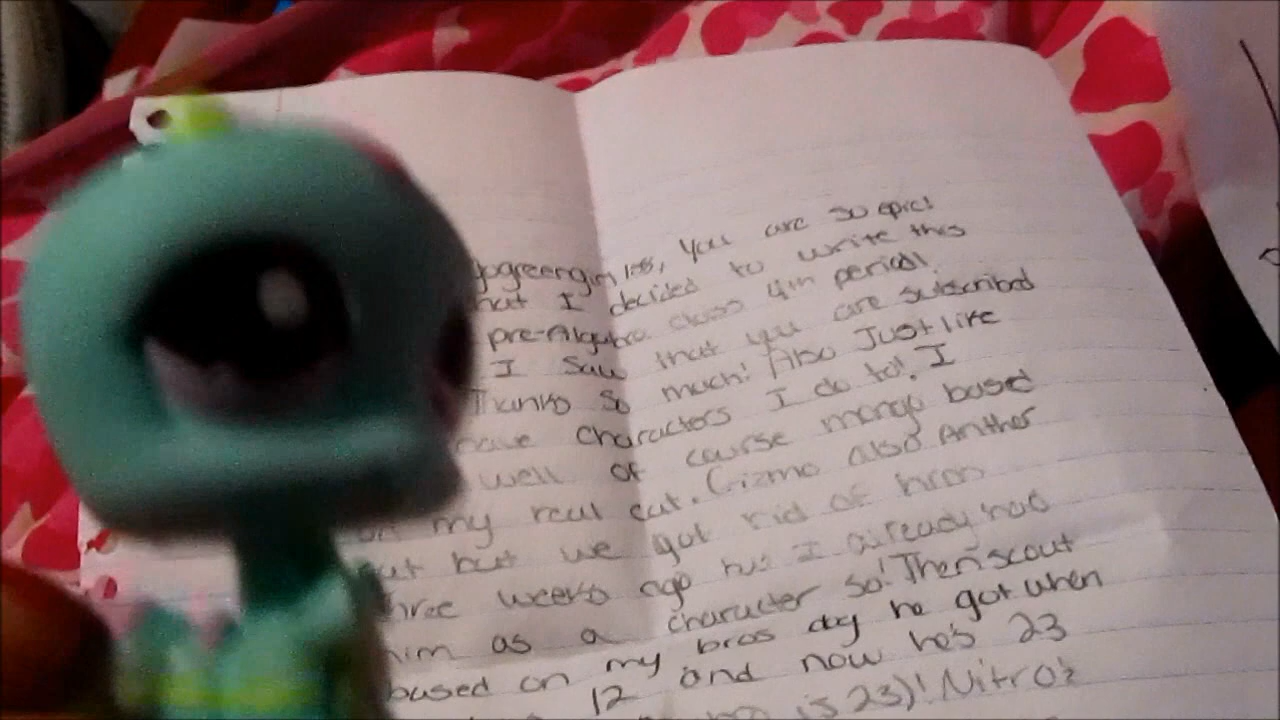 You are so epic!
I decided to write this
pre-Algebra class 4th period!
I saw that you are subscribed
Thanks so much! Also Just like
have characters I do to! I
well of course mango based
on my real cat. Gizmo also Anther
but we got rid of
three weeks ago but I already had
him as a character so! Then scout
based on my bros dog he got when
12 and now he's 23
is 23)! Nitro's